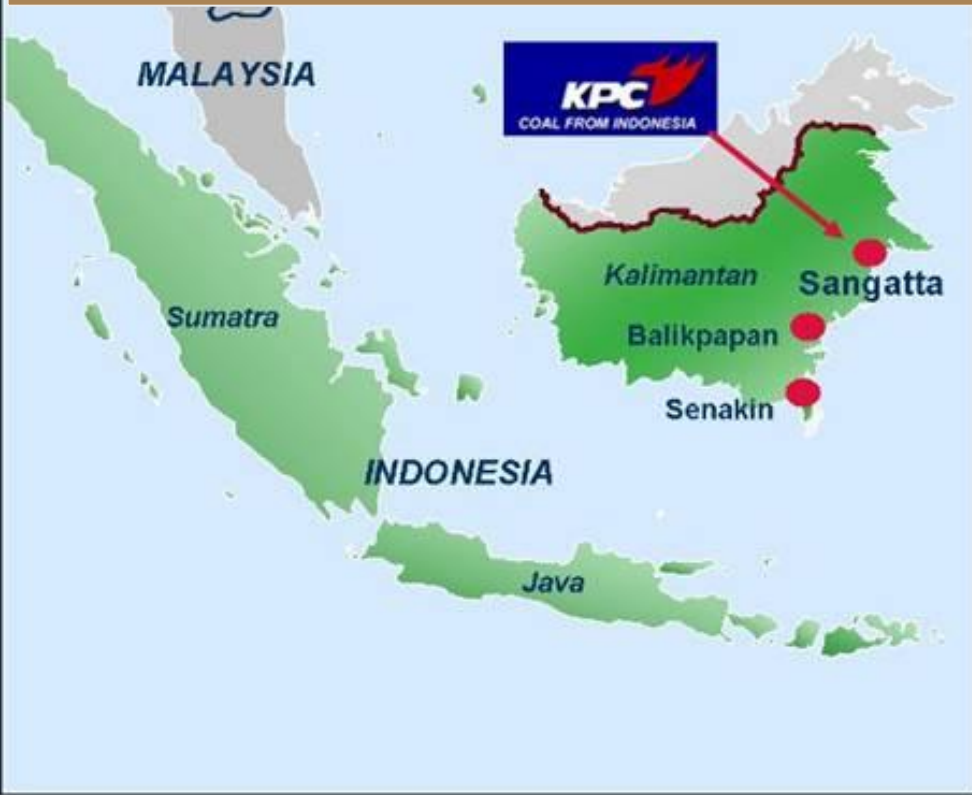 MALAYSIA
KPC
COAL FROM INDONESIA
Kalimantan
Sangatta
Sumatra
Balikpapan
Senakin
INDONESIA
Java